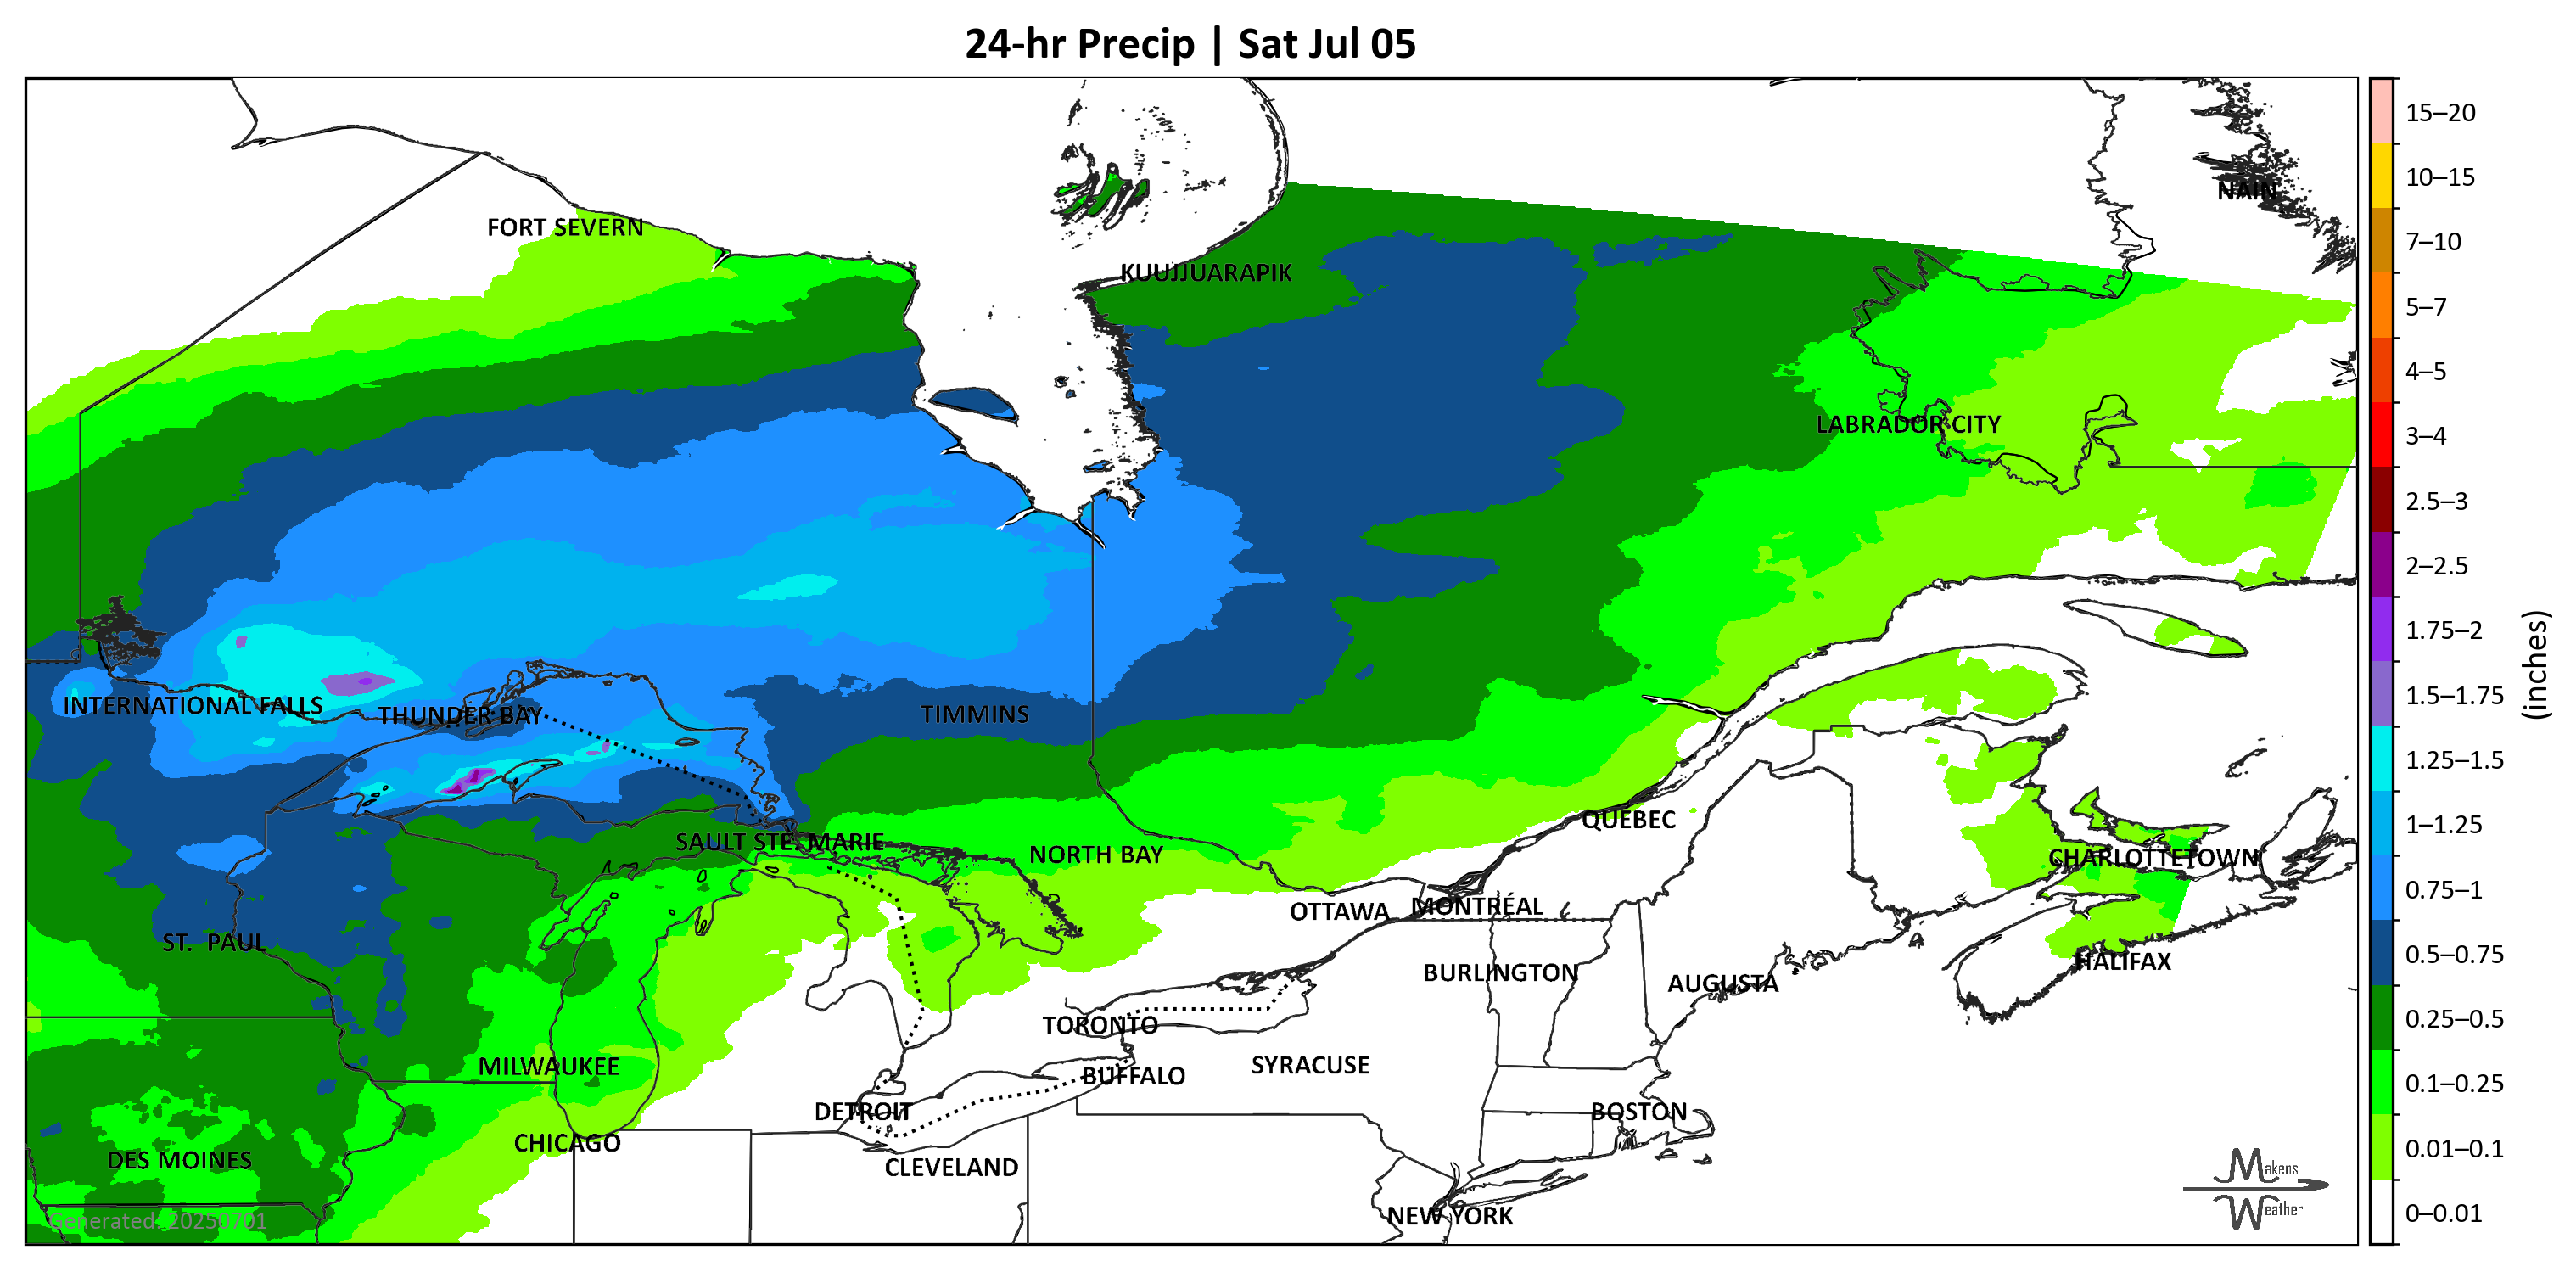 24-hr Precip | Sat Jul 05
NAIN
FORT SEVERN
KUUJJUARAPIK
LABRADOR CITY
INTERNATIONAL FALLS
THUNDER BAY
TIMMINS
SAULT STE. MARIE
NORTH BAY
QUEBEC
CHARLOTTETOWN
OTTAWA
MONTRÉAL
ST. PAUL
HALIFAX
BURLINGTON
AUGUSTA
TORONTO
MILWAUKEE
SYRACUSE
BUFFALO
DETROIT
BOSTON
CHICAGO
DES MOINES
CLEVELAND
NEW YORK
Generated: 20250701
Makens
Weather
15–20
10–15
7–10
5–7
4–5
3–4
2.5–3
2–2.5
1.75–2
1.5–1.75
1.25–1.5
1–1.25
0.75–1
0.5–0.75
0.25–0.5
0.1–0.25
0.01–0.1
0–0.01
(inches)